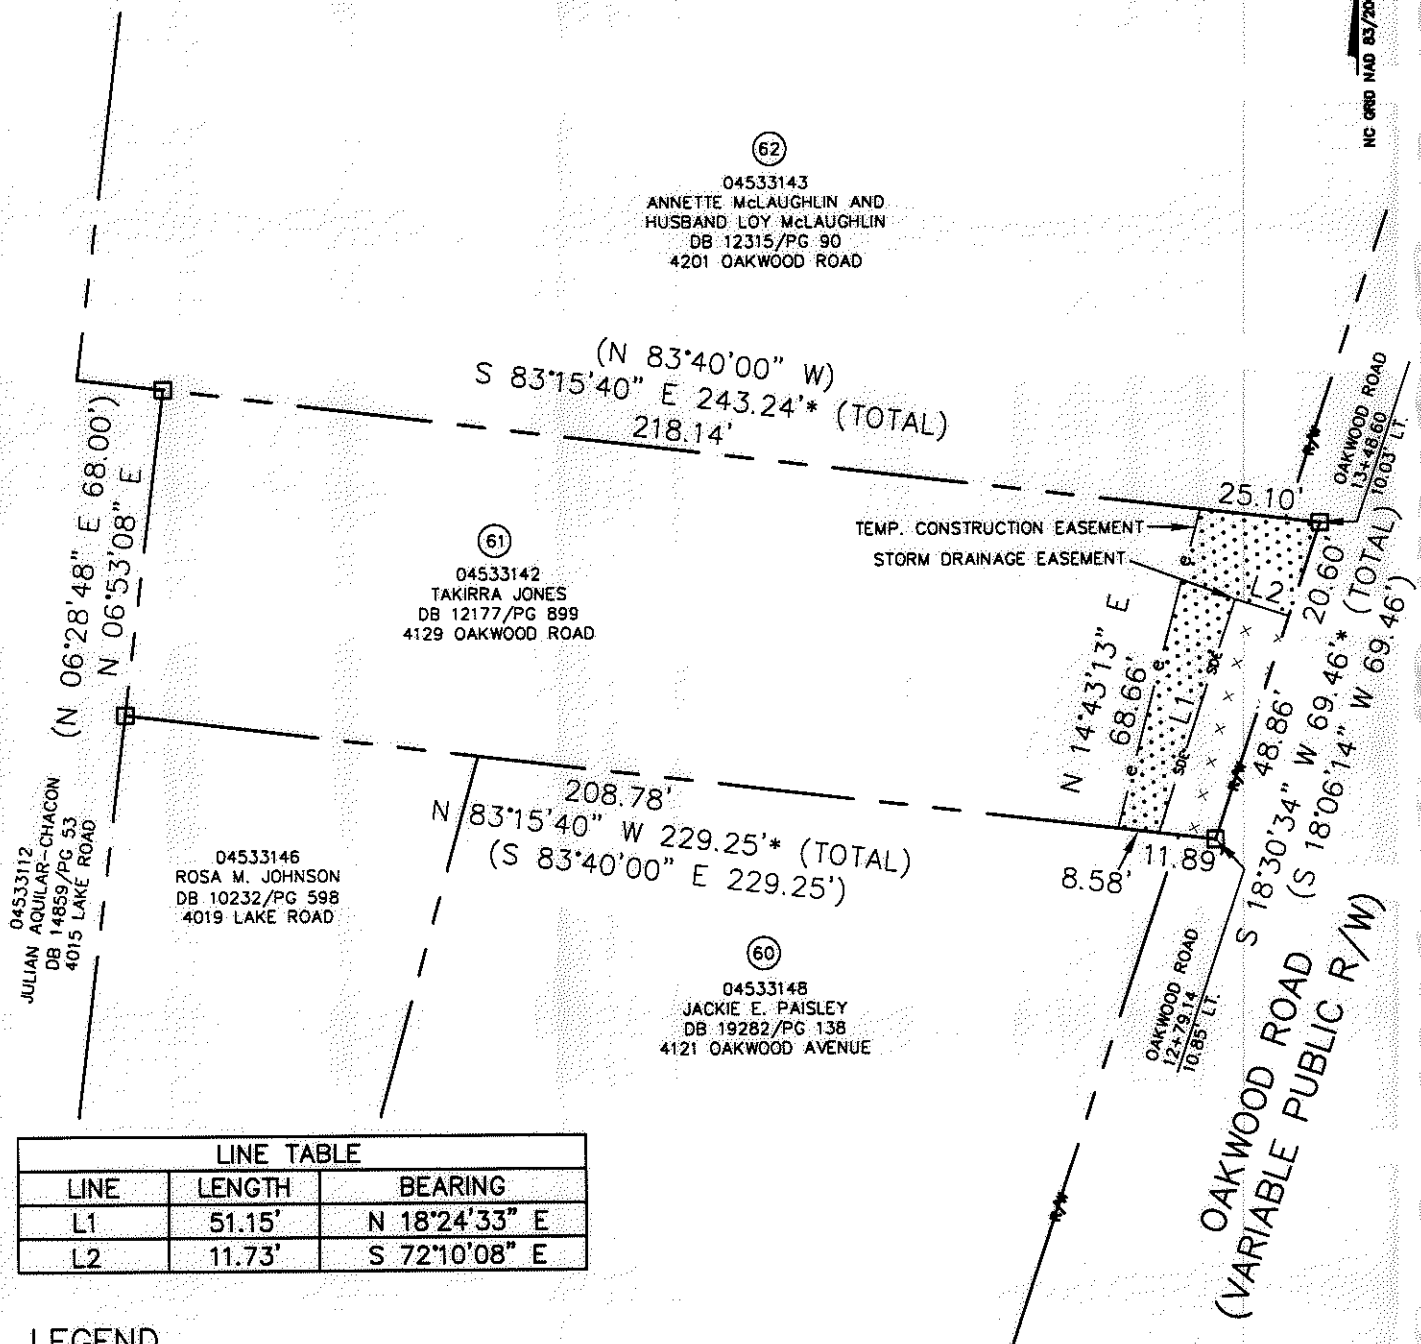 NC GRID NAD 83/20
62
04533143
ANNETTE McLAUGHLIN AND
HUSBAND LOY McLAUGHLIN
DB 12315/PG 90
4201 OAKWOOD ROAD
(N 83°40'00" W)
S 83°15'40" E 243.24'* (TOTAL)
218.14'
(N 06°28'48" E 68.00')
N 06°53'08" E
OAKWOOD ROAD
13+48.60
10.03' LT.
25.10'
TEMP. CONSTRUCTION EASEMENT
STORM DRAINAGE EASEMENT
61
04533142
TAKIRRA JONES
DB 12177/PG 899
4129 OAKWOOD ROAD
e
e
e
L2
L1
SDE
SDE
R/W
R/W
R/W
N 14°43'13" E
68.66'
20.60'
48.86'
S 18°30'34" W 69.46'* (TOTAL)
(S 18°06'14" W 69.46')
208.78'
N 83°15'40" W 229.25'* (TOTAL)
(S 83°40'00" E 229.25')
8.58'
11.89'
04533112
JULIAN AQUILAR-CHACON
DB 14859/PG 53
4015 LAKE ROAD
04533146
ROSA M. JOHNSON
DB 10232/PG 598
4019 LAKE ROAD
60
04533148
JACKIE E. PAISLEY
DB 19282/PG 138
4121 OAKWOOD AVENUE
OAKWOOD ROAD
12+79.14
10.85' LT.
OAKWOOD ROAD
(VARIABLE PUBLIC R/W)
LINE TABLE
LINE LENGTH BEARING
L1 51.15' N 18°24'33" E
L2 11.73' S 72°10'08" E
LEGEND